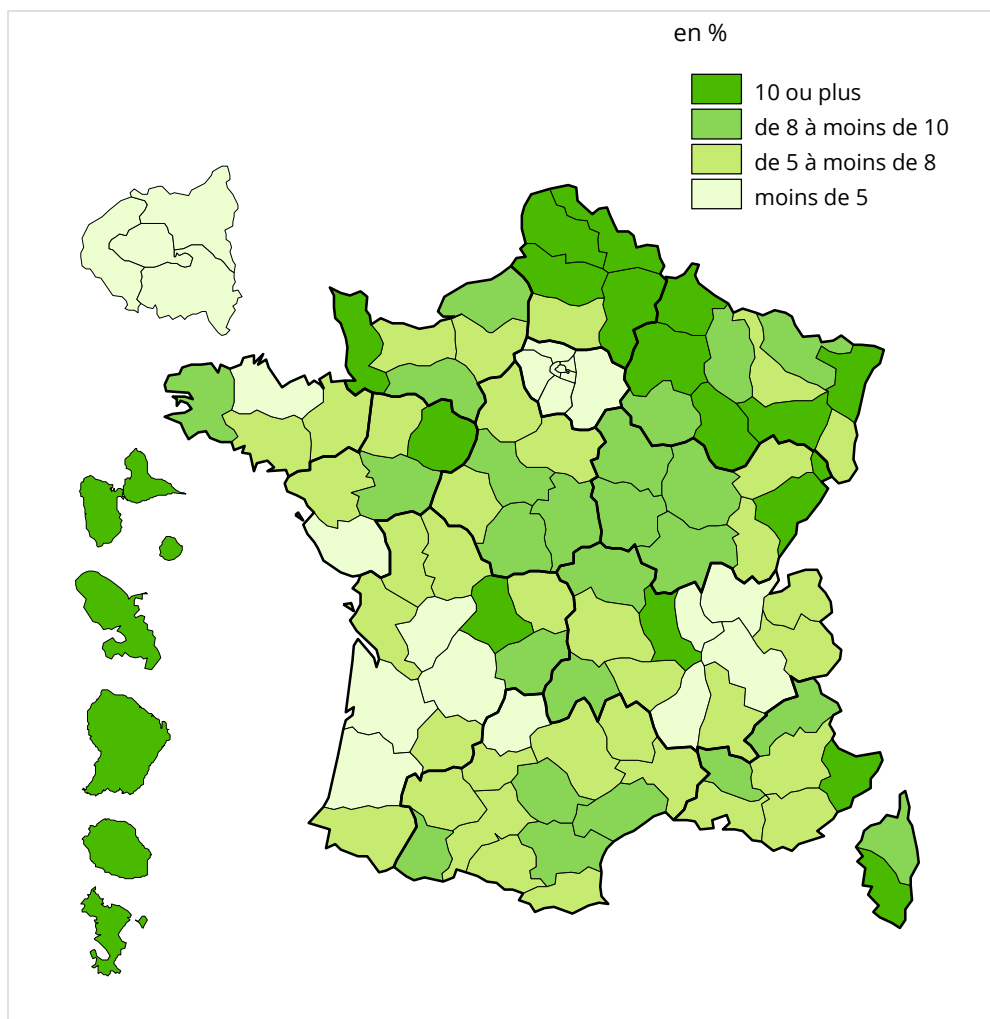 en %
10 ou plus
de 8 à moins de 10
de 5 à moins de 8
moins de 5